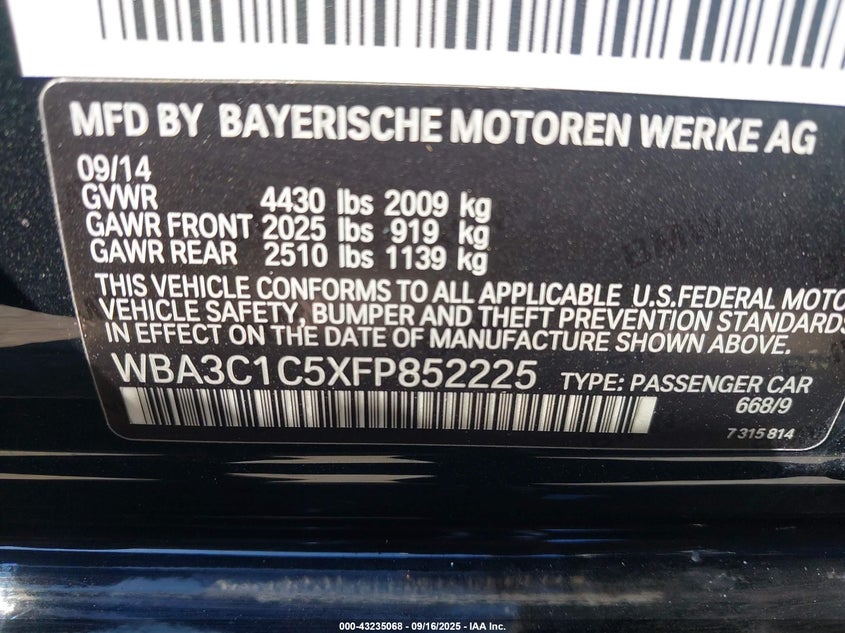 MFD BY BAYERISCHE MOTOREN WERKE AG
09/14
GVWR 4430 lbs 2009 kg
GAWR FRONT 2025 lbs 919 kg
GAWR REAR 2510 lbs 1139 kg
BMW
THIS VEHICLE CONFORMS TO ALL APPLICABLE U.S.FEDERAL MOTO
VEHICLE SAFETY, BUMPER AND THEFT PREVENTION STANDARDS
IN EFFECT ON THE DATE OF MANUFACTURE SHOWN ABOVE.
WBA3C1C5XFP852225 TYPE: PASSENGER CAR
668/9
7315814
000-43235068 - 09/16/2025 - IAA Inc.